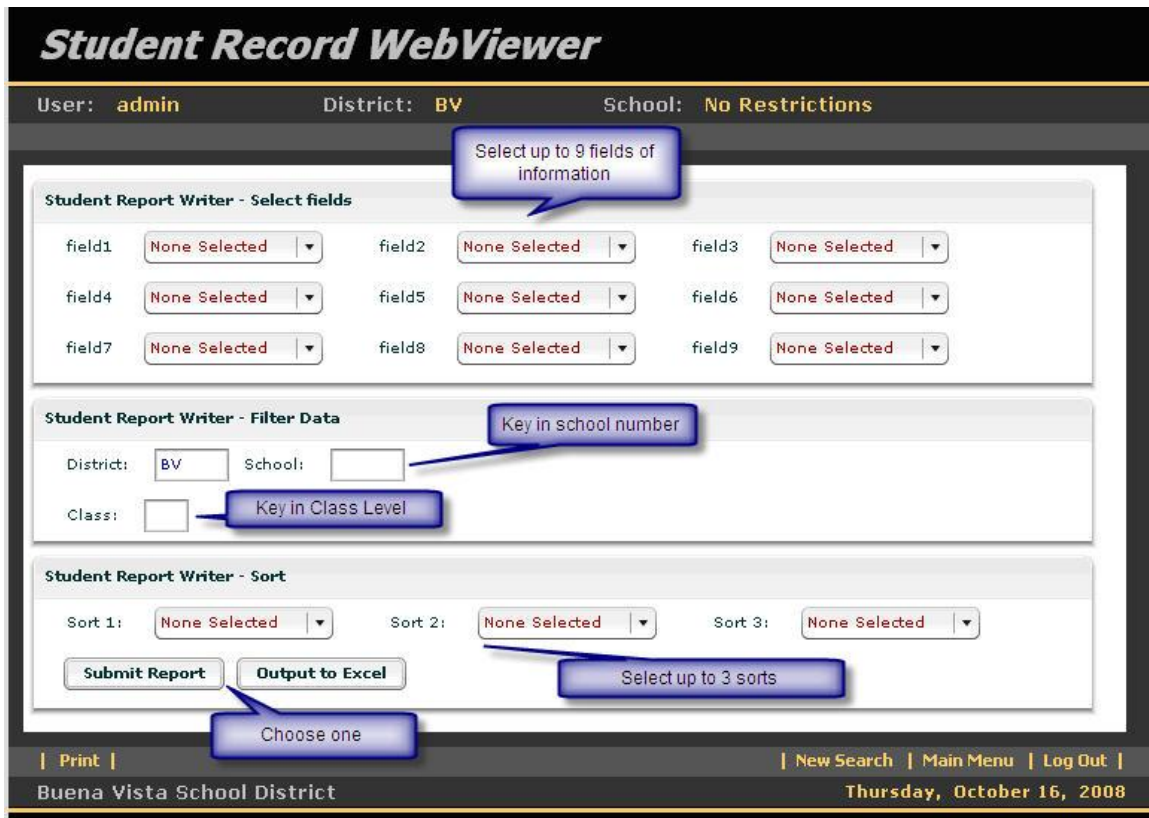 Student Record WebViewer
User: admin District: BV School: No Restrictions
Select up to 9 fields of
information
Student Report Writer - Select fields
field1 None Selected field2 None Selected field3 None Selected
field4 None Selected field5 None Selected field6 None Selected
field7 None Selected field8 None Selected field9 None Selected
Student Report Writer - Filter Data
Key in school number
District: BV School:
Class: Key in Class Level
Student Report Writer - Sort
Sort 1: None Selected Sort 2: None Selected Sort 3: None Selected
Submit Report Output to Excel
Select up to 3 sorts
Choose one
| Print | | New Search | Main Menu | Log Out |
Buena Vista School District Thursday, October 16, 2008